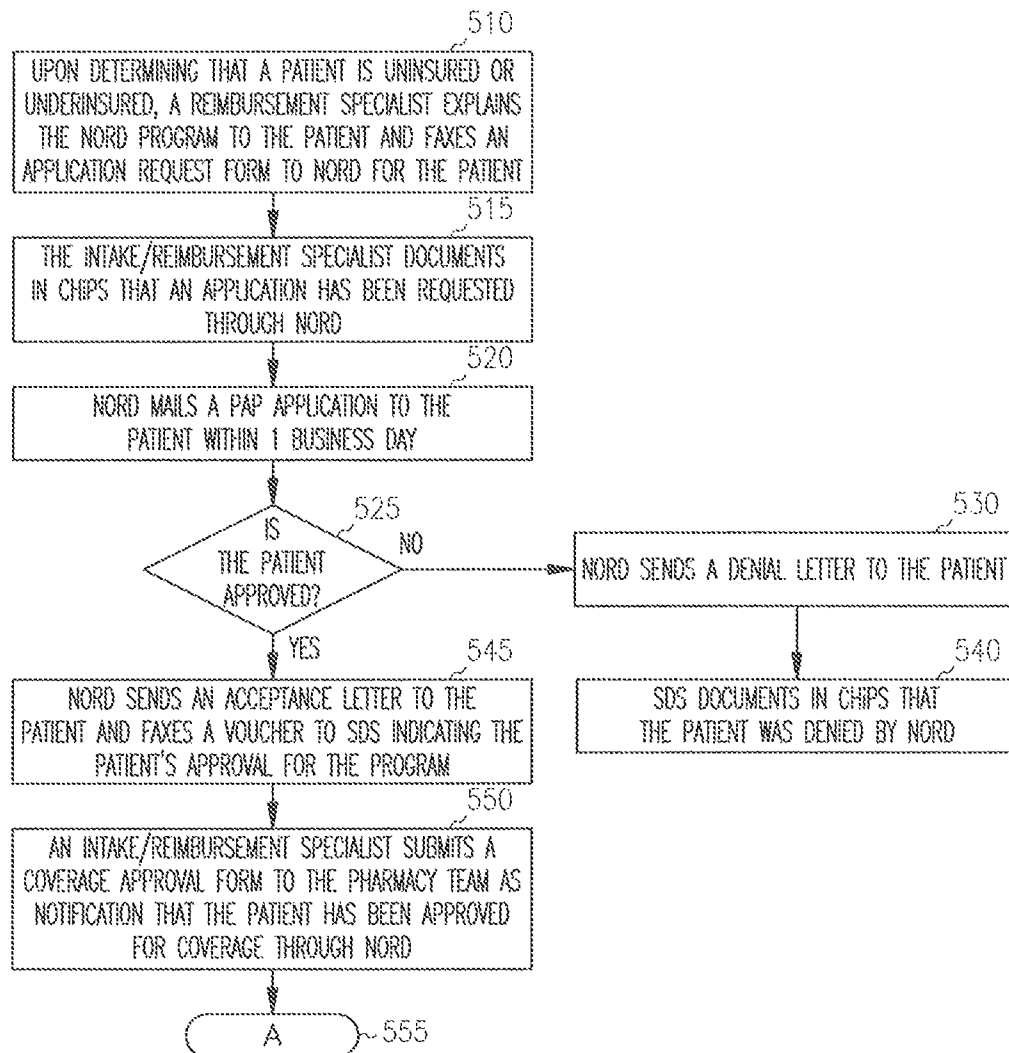 510
UPON DETERMINING THAT A PATIENT IS UNINSURED OR
UNDERINSURED, A REIMBURSEMENT SPECIALIST EXPLAINS
THE NORD PROGRAM TO THE PATIENT AND FAXES AN
APPLICATION REQUEST FORM TO NORD FOR THE PATIENT
515
THE INTAKE/REIMBURSEMENT SPECIALIST DOCUMENTS
IN CHIPS THAT AN APPLICATION HAS BEEN REQUESTED
THROUGH NORD
520
NORD MAILS A PAP APPLICATION TO THE
PATIENT WITHIN 1 BUSINESS DAY
525
IS
THE PATIENT
APPROVED?
NO
530
NORD SENDS A DENIAL LETTER TO THE PATIENT
540
SDS DOCUMENTS IN CHIPS THAT
THE PATIENT WAS DENIED BY NORD
YES
545
NORD SENDS AN ACCEPTANCE LETTER TO THE
PATIENT AND FAXES A VOUCHER TO SDS INDICATING THE
PATIENT'S APPROVAL FOR THE PROGRAM
550
AN INTAKE/REIMBURSEMENT SPECIALIST SUBMITS A
COVERAGE APPROVAL FORM TO THE PHARMACY TEAM AS
NOTIFICATION THAT THE PATIENT HAS BEEN APPROVED
FOR COVERAGE THROUGH NORD
A
555